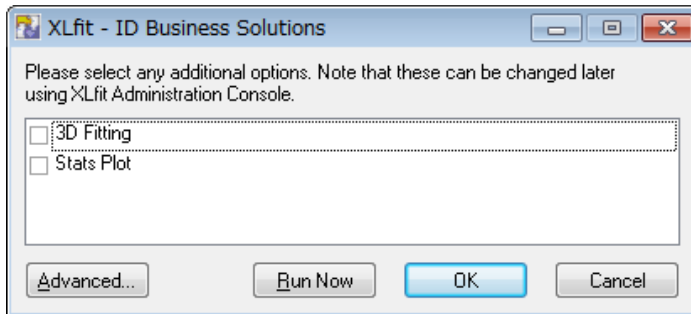 XLfit - ID Business Solutions
Please select any additional options. Note that these can be changed later
using XLfit Administration Console.
3D Fitting
Stats Plot
Advanced...
Run Now
OK
Cancel